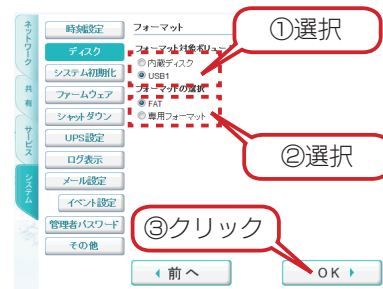 ネットワーク
共有
サービス
システム
時刻設定
ディスク
システム初期化
ファームウェア
シャットダウン
UPS設定
ログ表示
メール設定
イベント設定
管理者パスワード
その他
フォーマット
フォーマット対象ボリュー
内蔵ディスク
USB1
フォーマットの選択
FAT
専用フォーマット
①選択
②選択
③クリック
前へ
OK